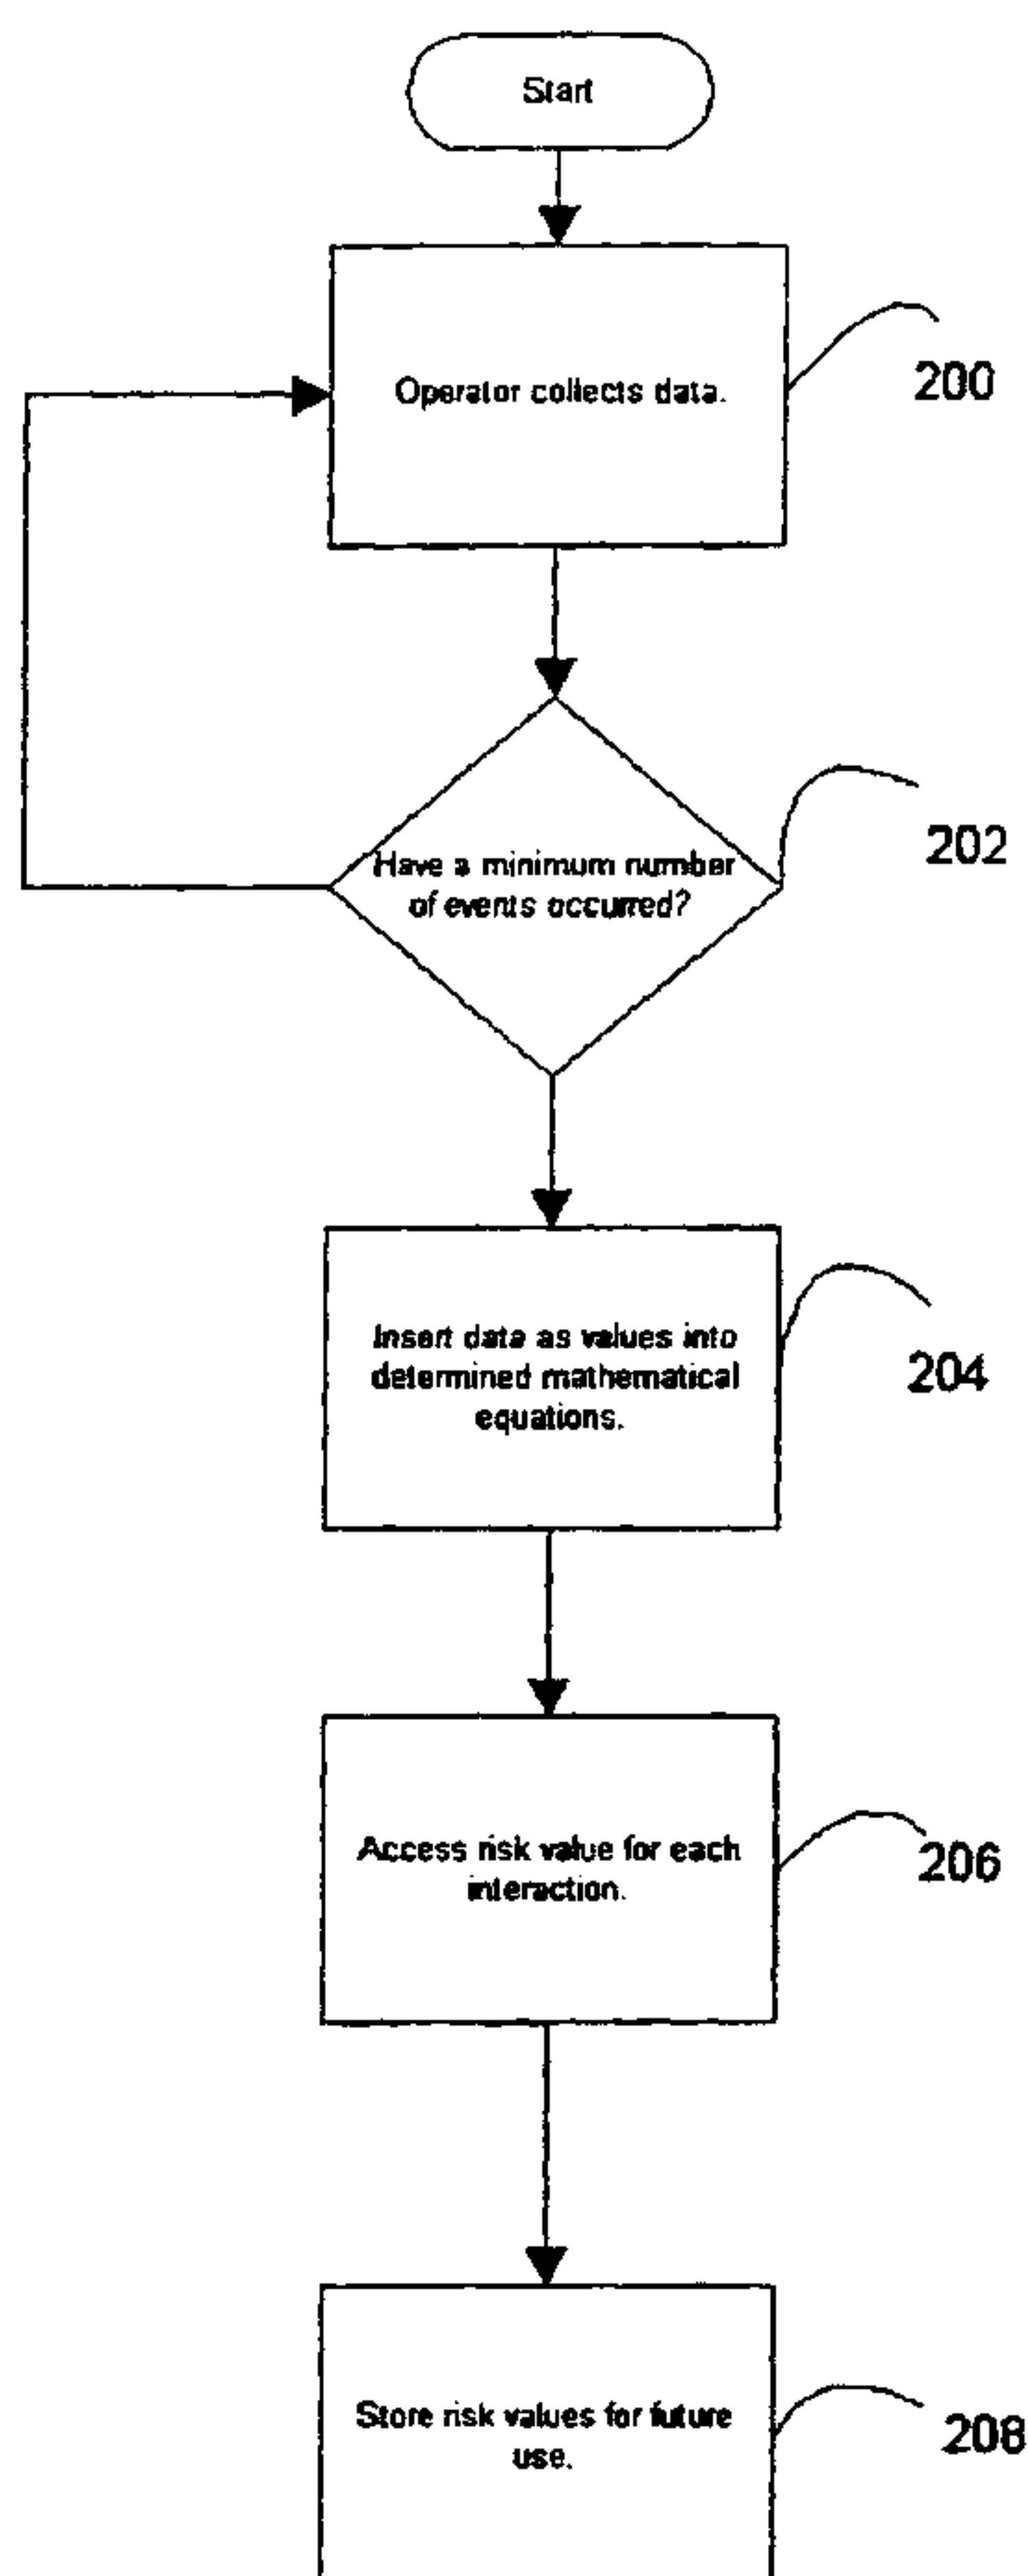 Start
Operator collects data.
200
Have a minimum number
of events occurred?
202
Insert data as values into
determined mathematical
equations.
204
Access risk value for each
interaction.
206
Store risk values for future
use.
208